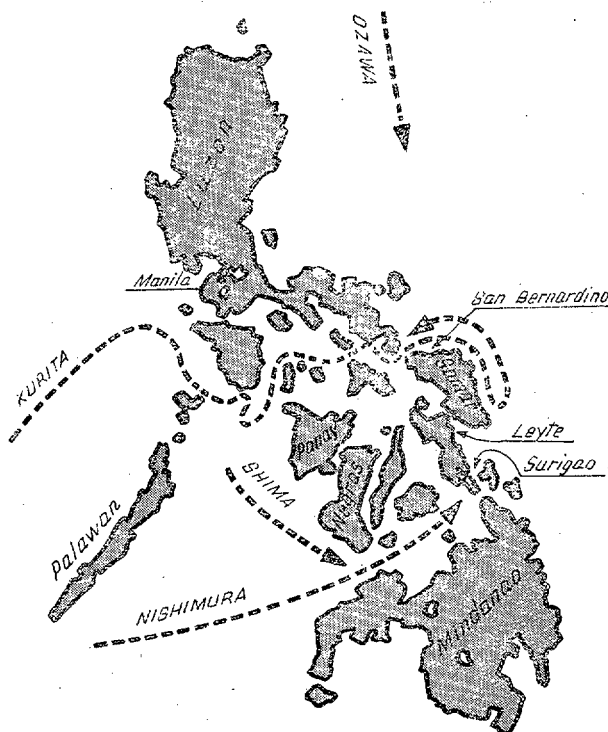 OZAWA
Luzon
Manila
San Bernardino
KURITA
Samar
Leyte
Surigao
Panay
SHIMA
Negros
Palawan
NISHIMURA
Mindanao